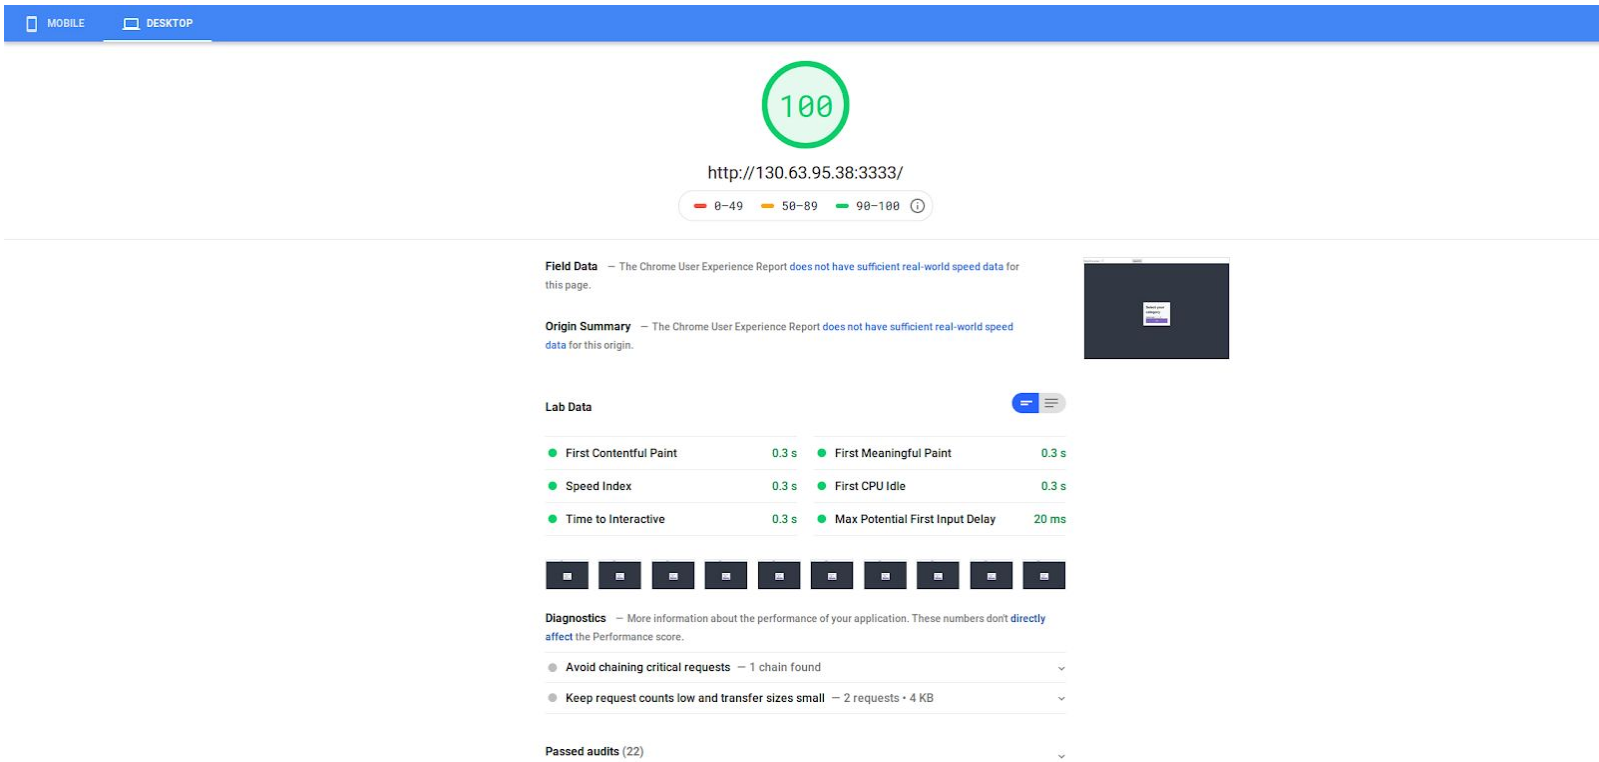 MOBILE DESKTOP
100
http://130.63.95.38:3333/
0–49 50–89 90–100
Field Data — The Chrome User Experience Report does not have sufficient real-world speed data for
this page.
Select your
category
Origin Summary — The Chrome User Experience Report does not have sufficient real-world speed
data for this origin.
Lab Data
First Contentful Paint 0.3 s First Meaningful Paint 0.3 s
Speed Index 0.3 s First CPU Idle 0.3 s
Time to Interactive 0.3 s Max Potential First Input Delay 20 ms
Diagnostics — More information about the performance of your application. These numbers don't directly
affect the Performance score.
Avoid chaining critical requests — 1 chain found
Keep request counts low and transfer sizes small — 2 requests • 4 KB
Passed audits (22)